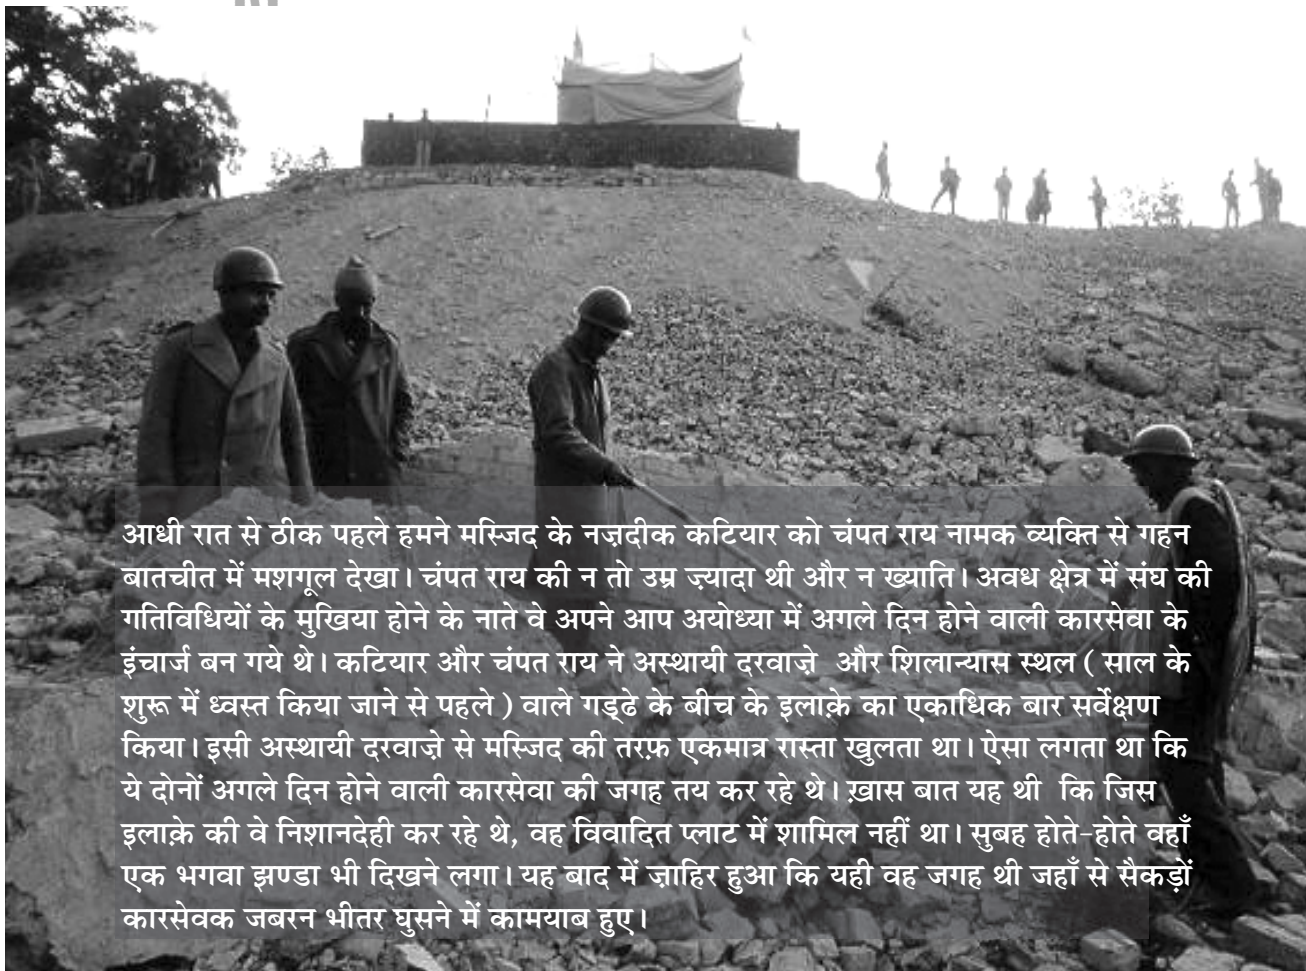 आधी रात से ठीक पहले हमने मस्जिद के नज़दीक कटियार को चंपत राय नामक व्यक्ति से गहन
बातचीत में मशगूल देखा। चंपत राय की न तो उम्र ज़्यादा थी और न ख्याति। अवध क्षेत्र में संघ की
गतिविधियों के मुखिया होने के नाते वे अपने आप अयोध्या में अगले दिन होने वाली कारसेवा के
इंचार्ज बन गये थे। कटियार और चंपत राय ने अस्थायी दरवाज़े और शिलान्यास स्थल ( साल के
शुरू में ध्वस्त किया जाने से पहले ) वाले गड्ढे के बीच के इलाक़े का एकाधिक बार सर्वेक्षण
किया। इसी अस्थायी दरवाज़े से मस्जिद की तरफ़ एकमात्र रास्ता खुलता था। ऐसा लगता था कि
ये दोनों अगले दिन होने वाली कारसेवा की जगह तय कर रहे थे। ख़ास बात यह थी कि जिस
इलाक़े की वे निशानदेही कर रहे थे, वह विवादित प्लाट में शामिल नहीं था। सुबह होते-होते वहाँ
एक भगवा झण्डा भी दिखने लगा। यह बाद में ज़ाहिर हुआ कि यही वह जगह थी जहाँ से सैकड़ों
कारसेवक जबरन भीतर घुसने में कामयाब हुए।